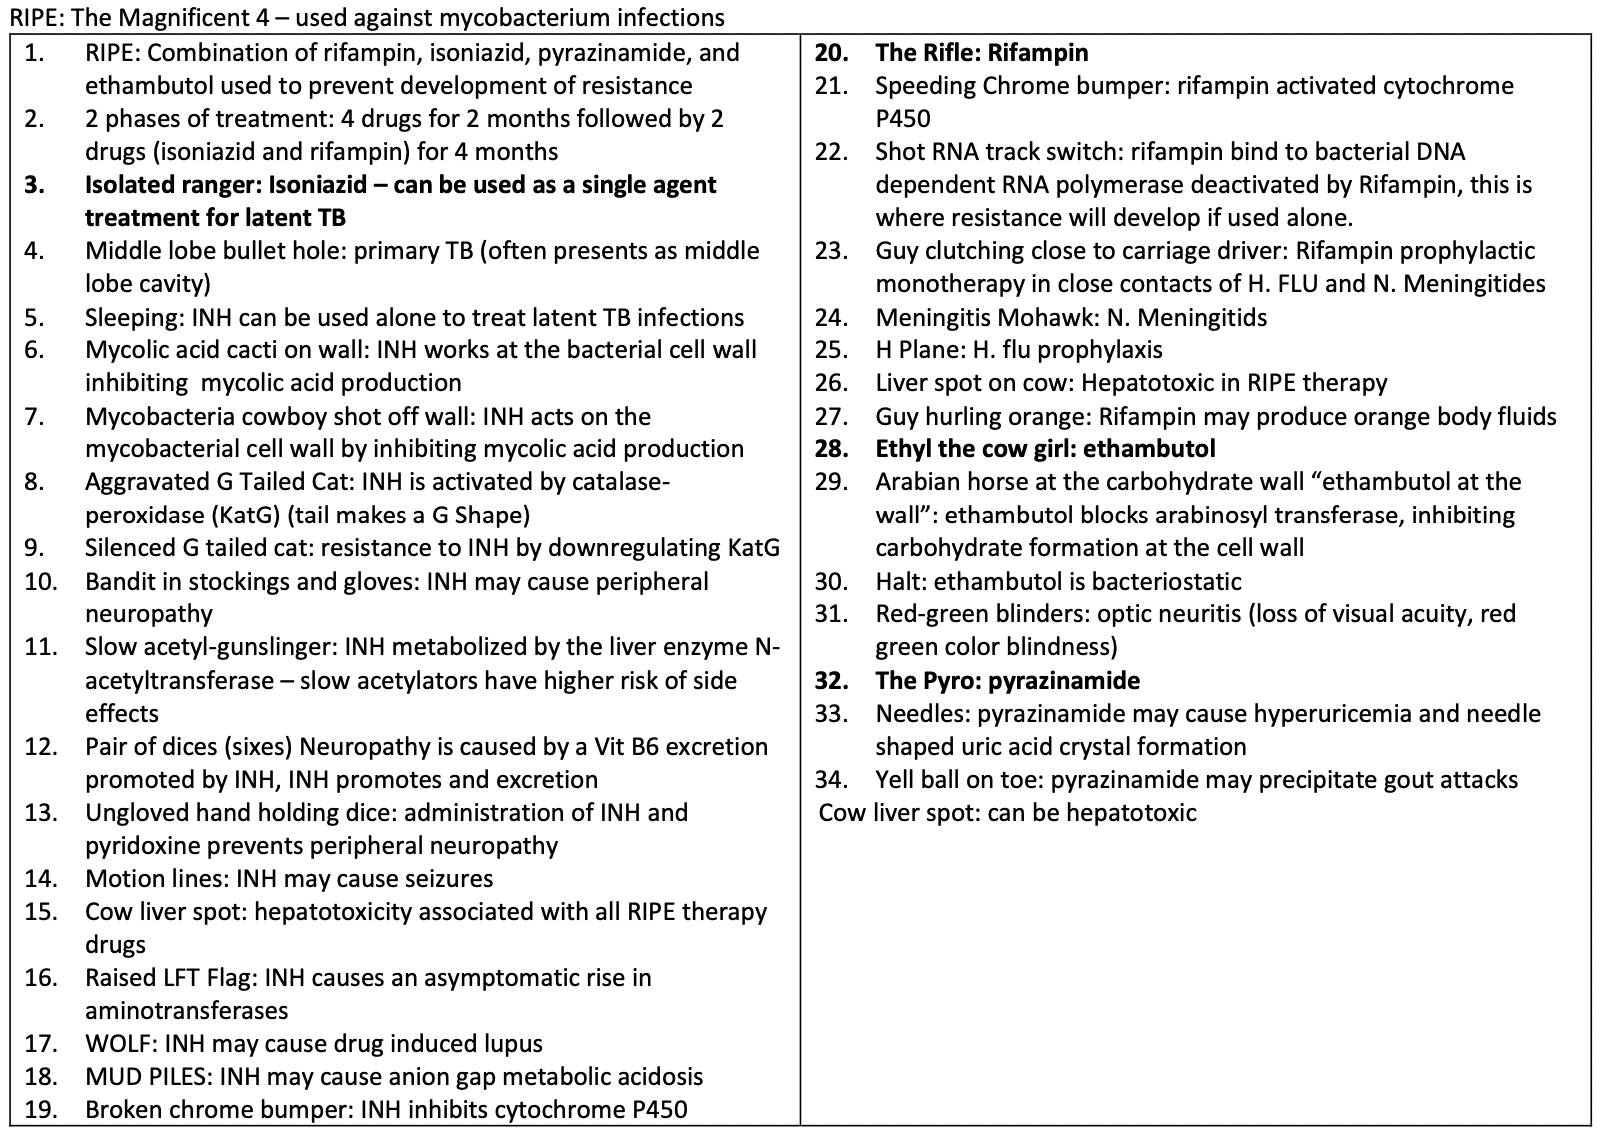 RIPE: The Magnificent 4 – used against mycobacterium infections
1. RIPE: Combination of rifampin, isoniazid, pyrazinamide, and
ethambutol used to prevent development of resistance
2. 2 phases of treatment: 4 drugs for 2 months followed by 2
drugs (isoniazid and rifampin) for 4 months
3. Isolated ranger: Isoniazid – can be used as a single agent
treatment for latent TB
4. Middle lobe bullet hole: primary TB (often presents as middle
lobe cavity)
5. Sleeping: INH can be used alone to treat latent TB infections
6. Mycolic acid cacti on wall: INH works at the bacterial cell wall
inhibiting  mycolic acid production
7. Mycobacteria cowboy shot off wall: INH acts on the
mycobacterial cell wall by inhibiting mycolic acid production
8. Aggravated G Tailed Cat: INH is activated by catalase-
peroxidase (KatG) (tail makes a G Shape)
9. Silenced G tailed cat: resistance to INH by downregulating KatG
10. Bandit in stockings and gloves: INH may cause peripheral
neuropathy
11. Slow acetyl-gunslinger: INH metabolized by the liver enzyme N-
acetyltransferase – slow acetylators have higher risk of side
effects
12. Pair of dices (sixes) Neuropathy is caused by a Vit B6 excretion
promoted by INH, INH promotes and excretion
13. Ungloved hand holding dice: administration of INH and
pyridoxine prevents peripheral neuropathy
14. Motion lines: INH may cause seizures
15. Cow liver spot: hepatotoxicity associated with all RIPE therapy
drugs
16. Raised LFT Flag: INH causes an asymptomatic rise in
aminotransferases
17. WOLF: INH may cause drug induced lupus
18. MUD PILES: INH may cause anion gap metabolic acidosis
19. Broken chrome bumper: INH inhibits cytochrome P450
20. The Rifle: Rifampin
21. Speeding Chrome bumper: rifampin activated cytochrome
P450
22. Shot RNA track switch: rifampin bind to bacterial DNA
dependent RNA polymerase deactivated by Rifampin, this is
where resistance will develop if used alone.
23. Guy clutching close to carriage driver: Rifampin prophylactic
monotherapy in close contacts of H. FLU and N. Meningitides
24. Meningitis Mohawk: N. Meningitids
25. H Plane: H. flu prophylaxis
26. Liver spot on cow: Hepatotoxic in RIPE therapy
27. Guy hurling orange: Rifampin may produce orange body fluids
28. Ethyl the cow girl: ethambutol
29. Arabian horse at the carbohydrate wall “ethambutol at the
wall”: ethambutol blocks arabinosyl transferase, inhibiting
carbohydrate formation at the cell wall
30. Halt: ethambutol is bacteriostatic
31. Red-green blinders: optic neuritis (loss of visual acuity, red
green color blindness)
32. The Pyro: pyrazinamide
33. Needles: pyrazinamide may cause hyperuricemia and needle
shaped uric acid crystal formation
34. Yell ball on toe: pyrazinamide may precipitate gout attacks
Cow liver spot: can be hepatotoxic